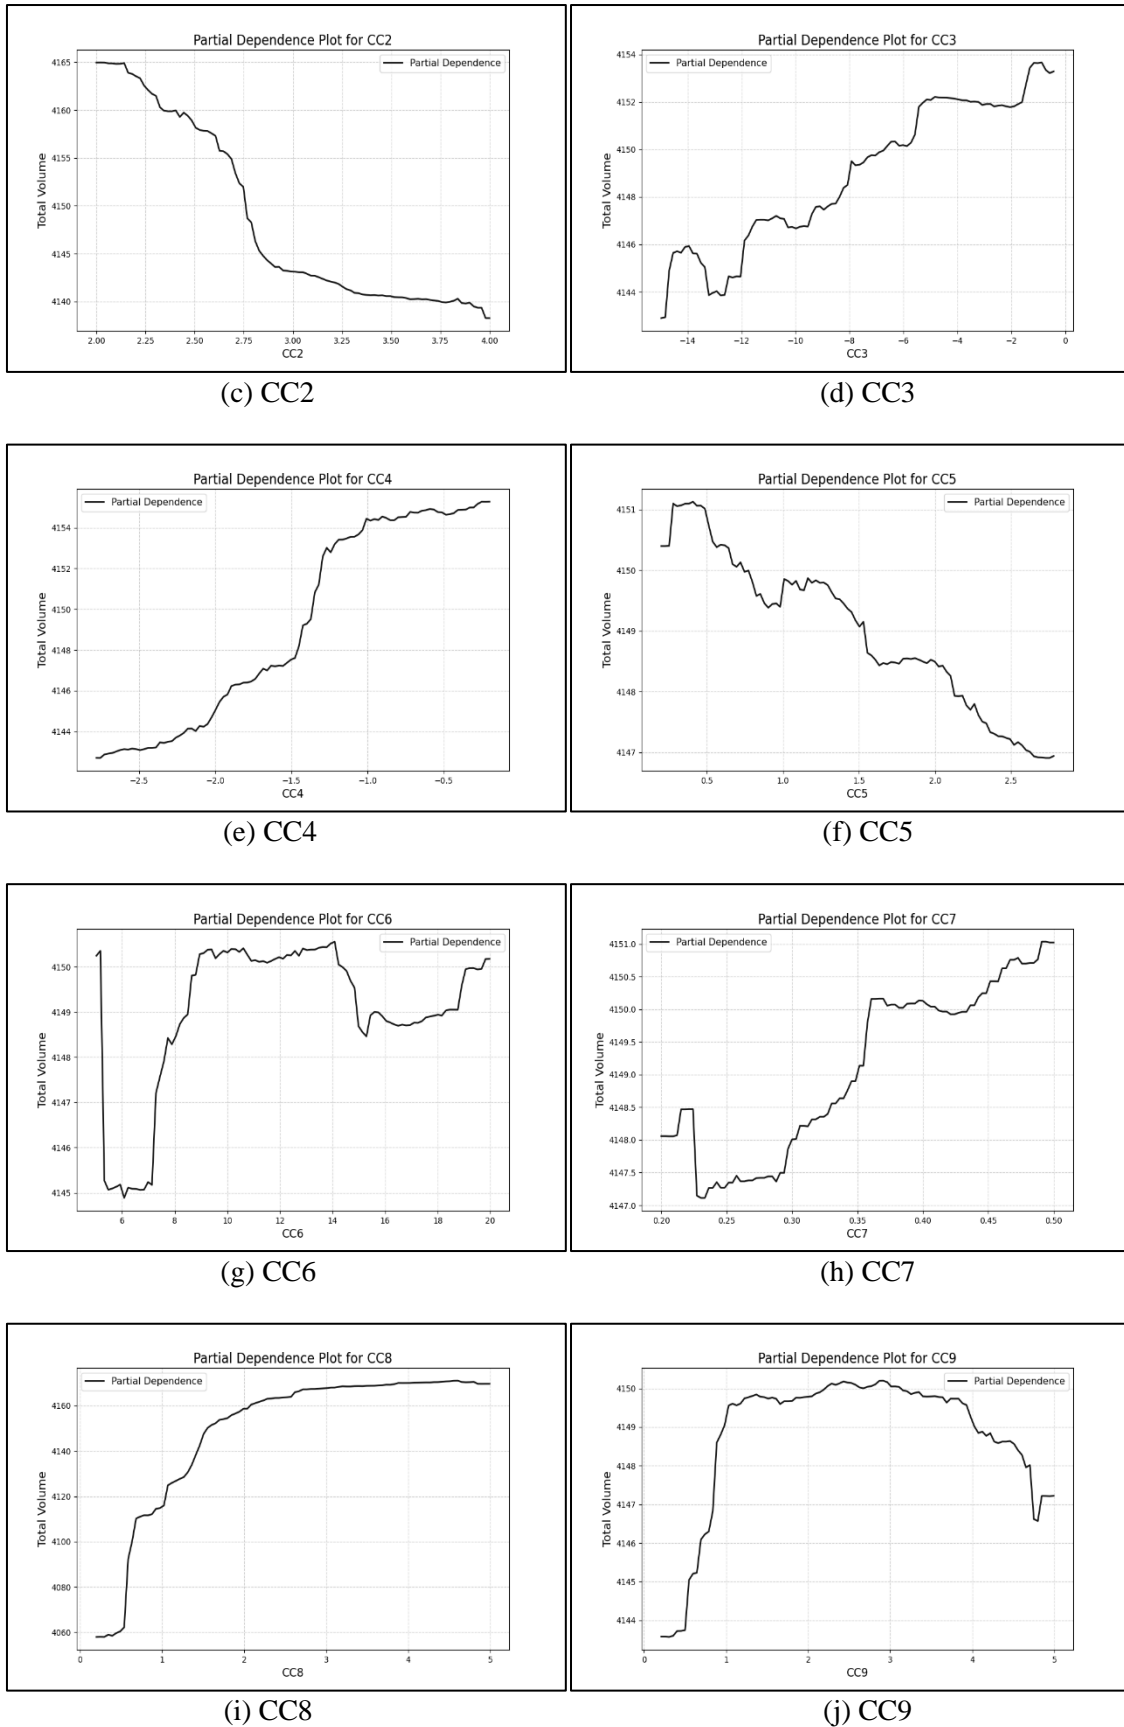 Partial Dependence Plot for CC2
Partial Dependence
4165
4160
4155
4150
4145
4140
Total Volume
2.00 2.25 2.50 2.75 3.00 3.25 3.50 3.75 4.00
CC2
(c) CC2
Partial Dependence Plot for CC3
Partial Dependence
4154
4152
4150
4148
4146
4144
Total Volume
−14 −12 −10 −8 −6 −4 −2 0
CC3
(d) CC3
Partial Dependence Plot for CC4
Partial Dependence
4154
4152
4150
4148
4146
4144
Total Volume
−2.5 −2.0 −1.5 −1.0 −0.5
CC4
(e) CC4
Partial Dependence Plot for CC5
Partial Dependence
4151
4150
4149
4148
4147
Total Volume
0.5 1.0 1.5 2.0 2.5
CC5
(f) CC5
Partial Dependence Plot for CC6
Partial Dependence
4150
4149
4148
4147
4146
4145
Total Volume
6 8 10 12 14 16 18 20
CC6
(g) CC6
Partial Dependence Plot for CC7
Partial Dependence
4151.0
4150.5
4150.0
4149.5
4149.0
4148.5
4148.0
4147.5
4147.0
Total Volume
0.20 0.25 0.30 0.35 0.40 0.45 0.50
CC7
(h) CC7
Partial Dependence Plot for CC8
Partial Dependence
4160
4140
4120
4100
4080
4060
Total Volume
0 1 2 3 4 5
CC8
(i) CC8
Partial Dependence Plot for CC9
Partial Dependence
4150
4149
4148
4147
4146
4145
4144
Total Volume
0 1 2 3 4 5
CC9
(j) CC9